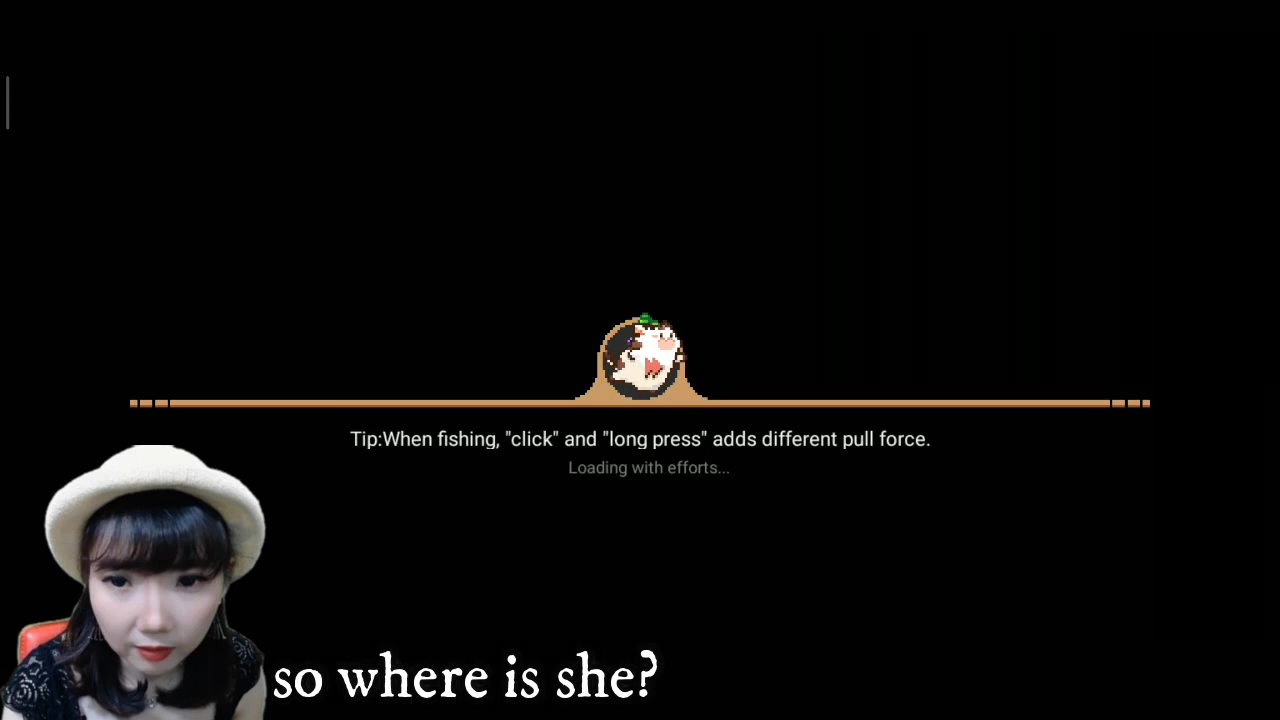 Tip:When fishing, "click" and "long press" adds different pull force.
Loading with efforts...
so where is she?